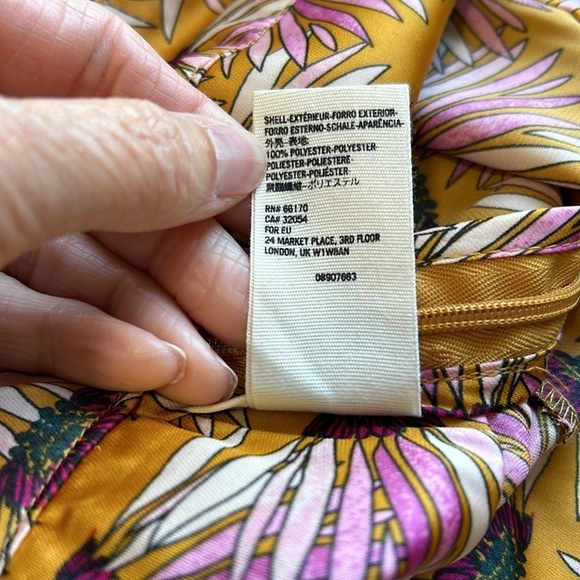 SHELL-EXTÉRIEUR-FORRO EXTERIOR-
FORRO ESTERNO-SCHALE-APARÊNCIA-
外壳-表地:
100% POLYESTER-POLYESTER-
POLIESTER-POLIESTERE-
POLYESTER-POLIÉSTER-
聚酯纖維-ポリエステル
RN# 66170
CA# 32054
FOR EU
24 MARKET PLACE, 3RD FLOOR
LONDON, UK W1W8AN
08907663